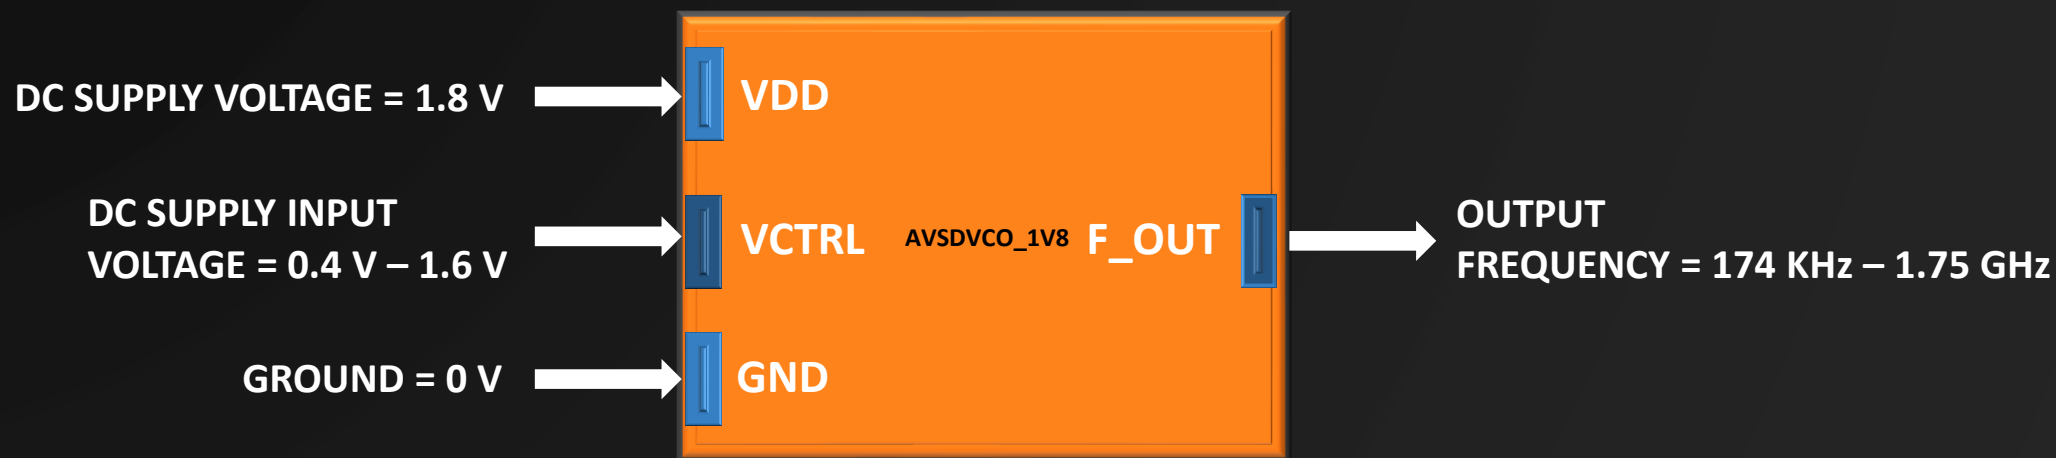 DC SUPPLY VOLTAGE = 1.8 V
VDD
DC SUPPLY INPUT
VOLTAGE = 0.4 V – 1.6 V
VCTRL
AVSDVCO_1V8
F_OUT
OUTPUT
FREQUENCY = 174 KHz – 1.75 GHz
GROUND = 0 V
GND